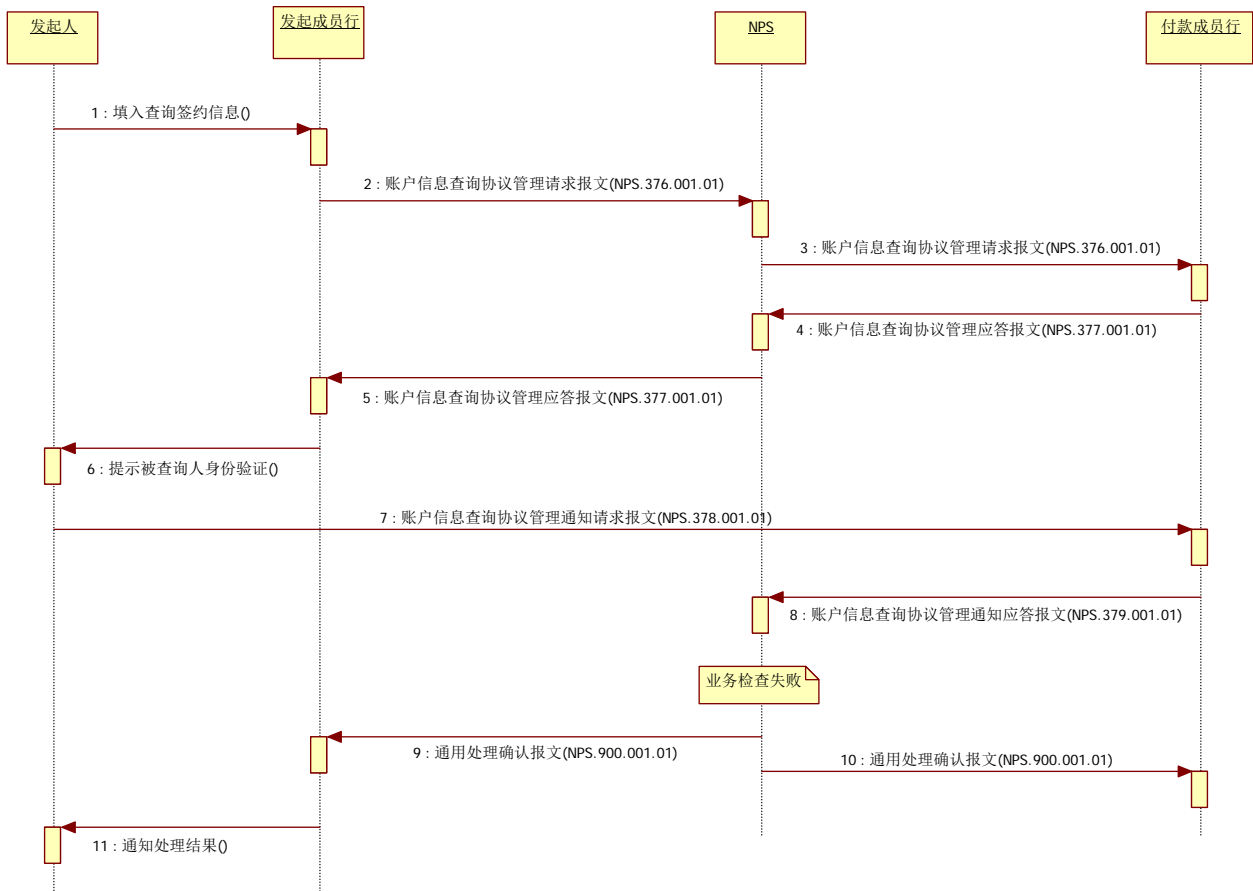 发起人
发起成员行
NPS
付款成员行
1 : 填入查询签约信息()
2 : 账户信息查询协议管理请求报文(NPS.376.001.01)
3 : 账户信息查询协议管理请求报文(NPS.376.001.01)
4 : 账户信息查询协议管理应答报文(NPS.377.001.01)
5 : 账户信息查询协议管理应答报文(NPS.377.001.01)
6 : 提示被查询人身份验证()
7 : 账户信息查询协议管理通知请求报文(NPS.378.001.01)
8 : 账户信息查询协议管理通知应答报文(NPS.379.001.01)
业务检查失败
9 : 通用处理确认报文(NPS.900.001.01)
10 : 通用处理确认报文(NPS.900.001.01)
11 : 通知处理结果()